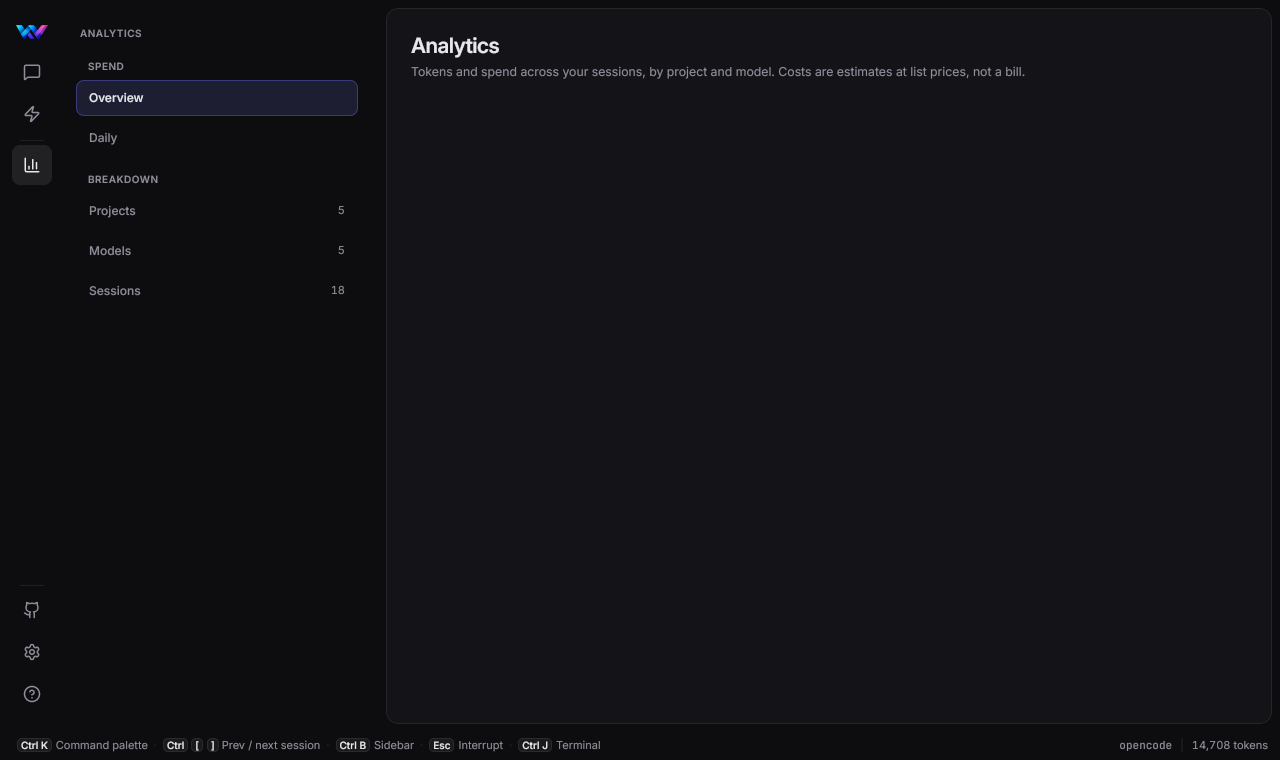 ANALYTICS
SPEND
Overview
Daily
BREAKDOWN
Projects 5
Models 5
Sessions 18
Analytics
Tokens and spend across your sessions, by project and model. Costs are estimates at list prices, not a bill.
Ctrl K Command palette · Ctrl [ ] Prev / next session · Ctrl B Sidebar · Esc Interrupt · Ctrl J Terminal
opencode 14,708 tokens